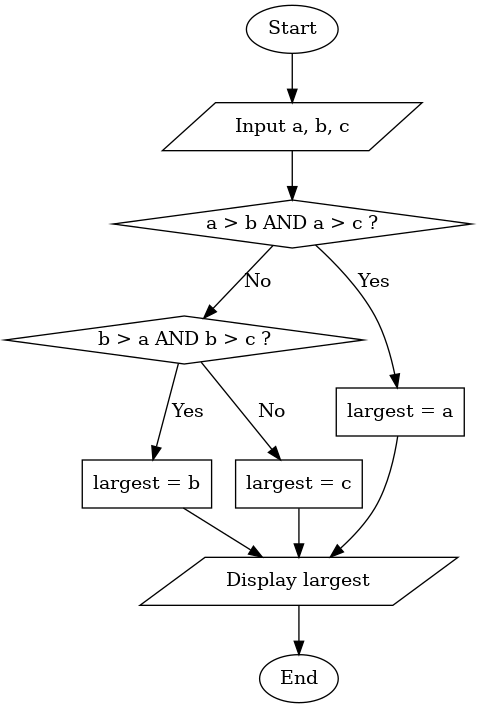 Start
Input a, b, c
a > b AND a > c ?
No
Yes
b > a AND b > c ?
Yes
No
largest = a
largest = b
largest = c
Display largest
End